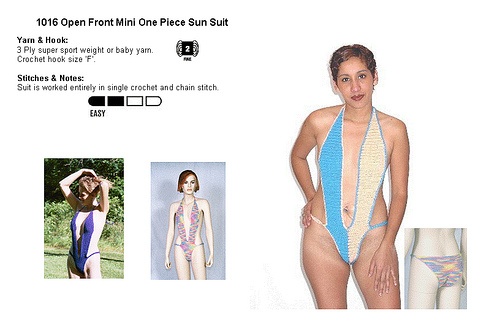 1016 Open Front Mini One Piece Sun Suit
Yarn & Hook:
3 Ply super sport weight or baby yarn.
Crochet hook size 'F'.
2
FINE
Stitches & Notes:
Suit is worked entirely in single crochet and chain stitch.
EASY